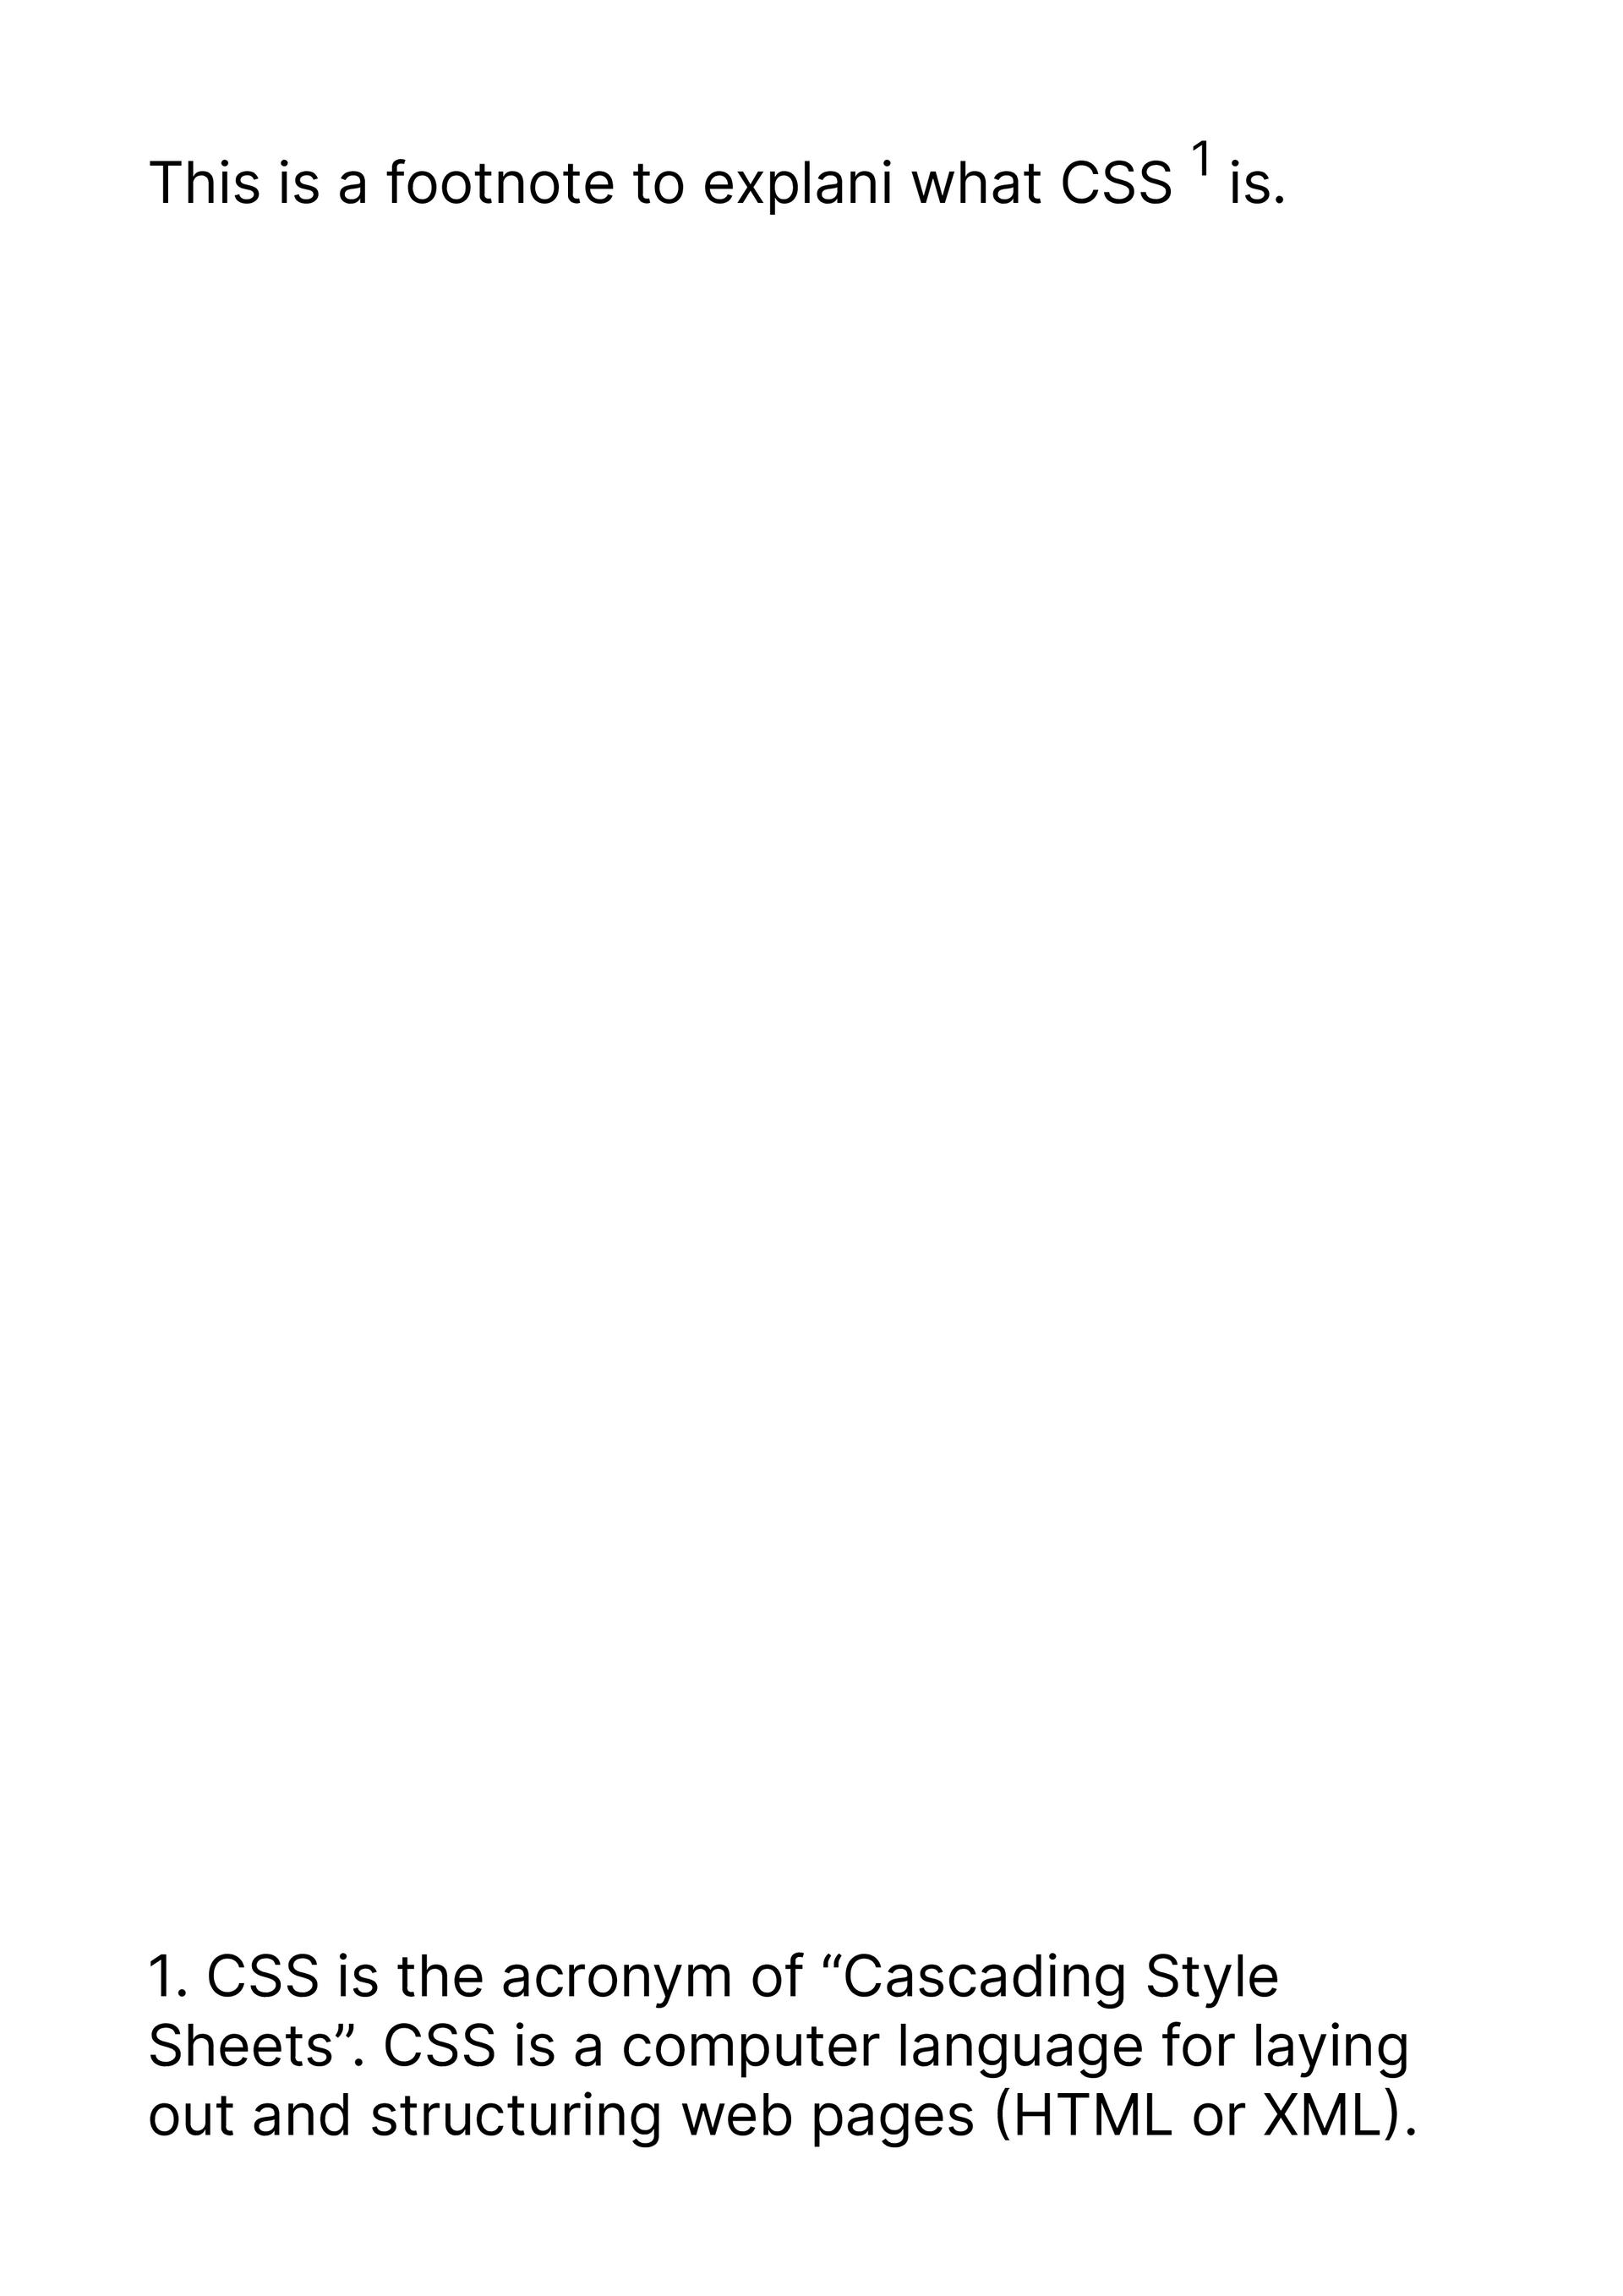 This is a footnote to explani what CSS ¹ is.
1. CSS is the acronym of “Cascading Style
Sheets”. CSS is a computer language for laying
out and structuring web pages (HTML or XML).